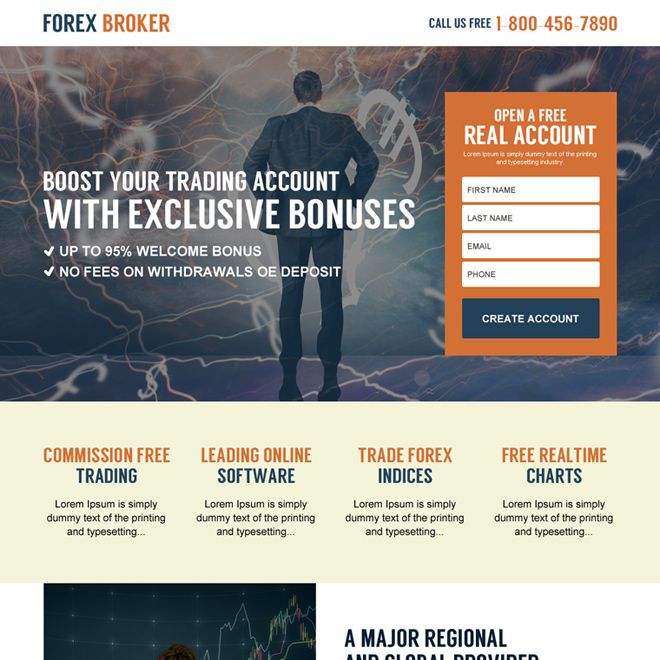 FOREX BROKER
CALL US FREE 1-800-456-7890
BOOST YOUR TRADING ACCOUNT
WITH EXCLUSIVE BONUSES
UP TO 95% WELCOME BONUS
NO FEES ON WITHDRAWALS OE DEPOSIT
OPEN A FREE
REAL ACCOUNT
Lorem Ipsum is simply dummy text of the printing
and typesetting industry.
FIRST NAME
LAST NAME
EMAIL
PHONE
CREATE ACCOUNT
COMMISSION FREE
TRADING
Lorem Ipsum is simply
dummy text of the printing
and typesetting...
LEADING ONLINE
SOFTWARE
Lorem Ipsum is simply
dummy text of the printing
and typesetting...
TRADE FOREX
INDICES
Lorem Ipsum is simply
dummy text of the printing
and typesetting...
FREE REALTIME
CHARTS
Lorem Ipsum is simply
dummy text of the printing
and typesetting...
A MAJOR REGIONAL
AND GLOBAL PROVIDER